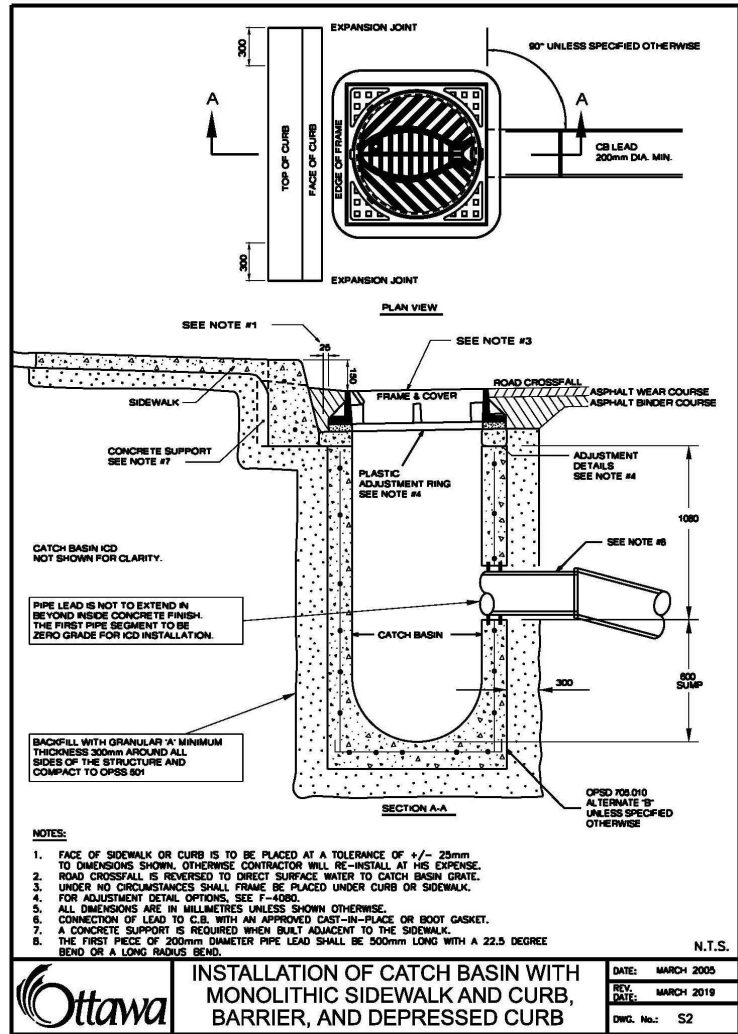 EXPANSION JOINT
300
90° UNLESS SPECIFIED OTHERWISE
A
A
TOP OF CURB
FACE OF CURB
EDGE OF FRAME
CB LEAD
200mm DIA. MIN.
300
EXPANSION JOINT
PLAN VIEW
SEE NOTE #1
25
SEE NOTE #3
150
ROAD CROSSFALL
FRAME & COVER
ASPHALT WEAR COURSE
ASPHALT BINDER COURSE
SIDEWALK
CONCRETE SUPPORT
SEE NOTE #7
PLASTIC
ADJUSTMENT RING
SEE NOTE #4
ADJUSTMENT
DETAILS
SEE NOTE #4
1080
CATCH BASIN ICD
NOT SHOWN FOR CLARITY.
SEE NOTE #6
PIPE LEAD IS NOT TO EXTEND IN
BEYOND INSIDE CONCRETE FINISH.
THE FIRST PIPE SEGMENT TO BE
ZERO GRADE FOR ICD INSTALLATION.
CATCH BASIN
300
600
SUMP
BACKFILL WITH GRANULAR 'A' MINIMUM
THICKNESS 300mm AROUND ALL
SIDES OF THE STRUCTURE AND
COMPACT TO OPSS 501
SECTION A-A
OPSD 705.010
ALTERNATE "B"
UNLESS SPECIFIED
OTHERWISE
NOTES:
1. FACE OF SIDEWALK OR CURB IS TO BE PLACED AT A TOLERANCE OF +/- 25mm
TO DIMENSIONS SHOWN, OTHERWISE CONTRACTOR WILL RE-INSTALL AT HIS EXPENSE.
2. ROAD CROSSFALL IS REVERSED TO DIRECT SURFACE WATER TO CATCH BASIN GRATE.
3. UNDER NO CIRCUMSTANCES SHALL FRAME BE PLACED UNDER CURB OR SIDEWALK.
4. FOR ADJUSTMENT DETAIL OPTIONS, SEE F-4080.
5. ALL DIMENSIONS ARE IN MILLIMETRES UNLESS SHOWN OTHERWISE.
6. CONNECTION OF LEAD TO C.B. WITH AN APPROVED CAST-IN-PLACE OR BOOT GASKET.
7. A CONCRETE SUPPORT IS REQUIRED WHEN BUILT ADJACENT TO THE SIDEWALK.
8. THE FIRST PIECE OF 200mm DIAMETER PIPE LEAD SHALL BE 500mm LONG WITH A 22.5 DEGREE
BEND OR A LONG RADIUS BEND.
N.T.S.
Ottawa
INSTALLATION OF CATCH BASIN WITH
MONOLITHIC SIDEWALK AND CURB,
BARRIER, AND DEPRESSED CURB
DATE: MARCH 2005
REV.
DATE: MARCH 2019
DWG. No.: S2